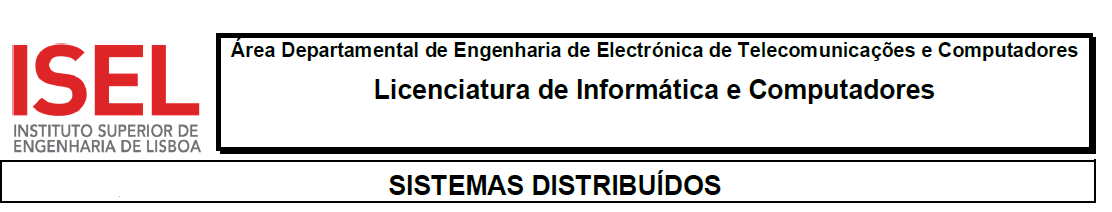 ISEL
INSTITUTO SUPERIOR DE
ENGENHARIA DE LISBOA
Área Departamental de Engenharia de Electrónica de Telecomunicações e Computadores
Licenciatura de Informática e Computadores
SISTEMAS DISTRIBUÍDOS